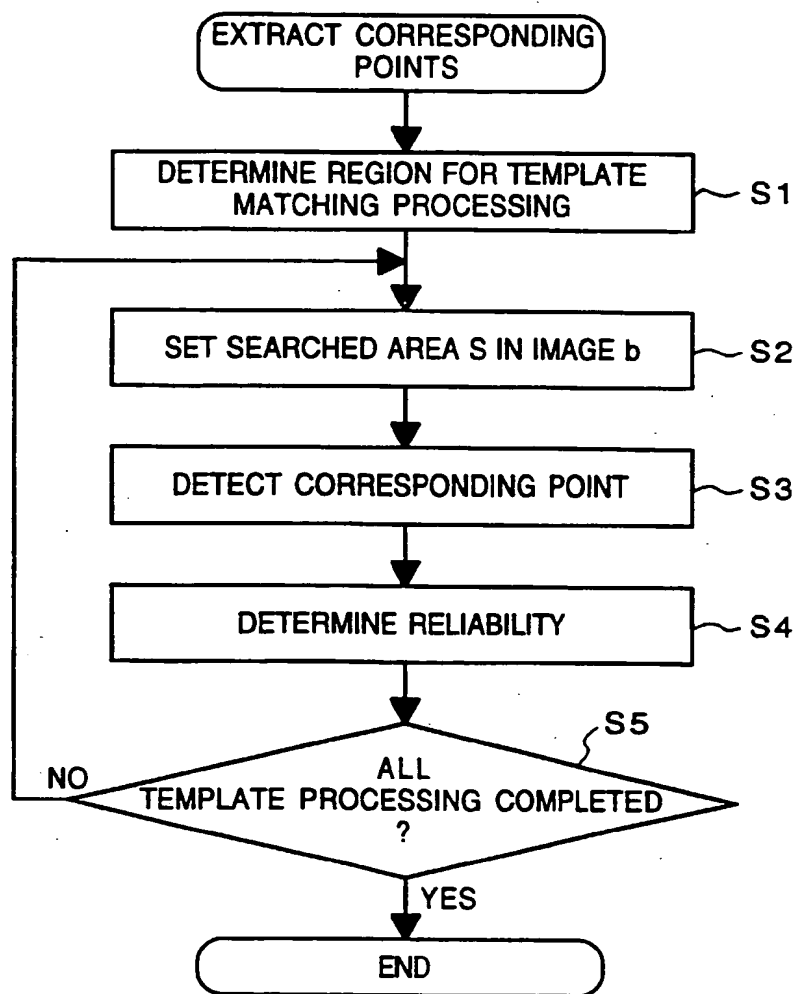 EXTRACT CORRESPONDING
POINTS
DETERMINE REGION FOR TEMPLATE
MATCHING PROCESSING
S1
SET SEARCHED AREA S IN IMAGE b
S2
DETECT CORRESPONDING POINT
S3
DETERMINE RELIABILITY
S4
S5
ALL
NO
TEMPLATE PROCESSING COMPLETED
?
YES
END